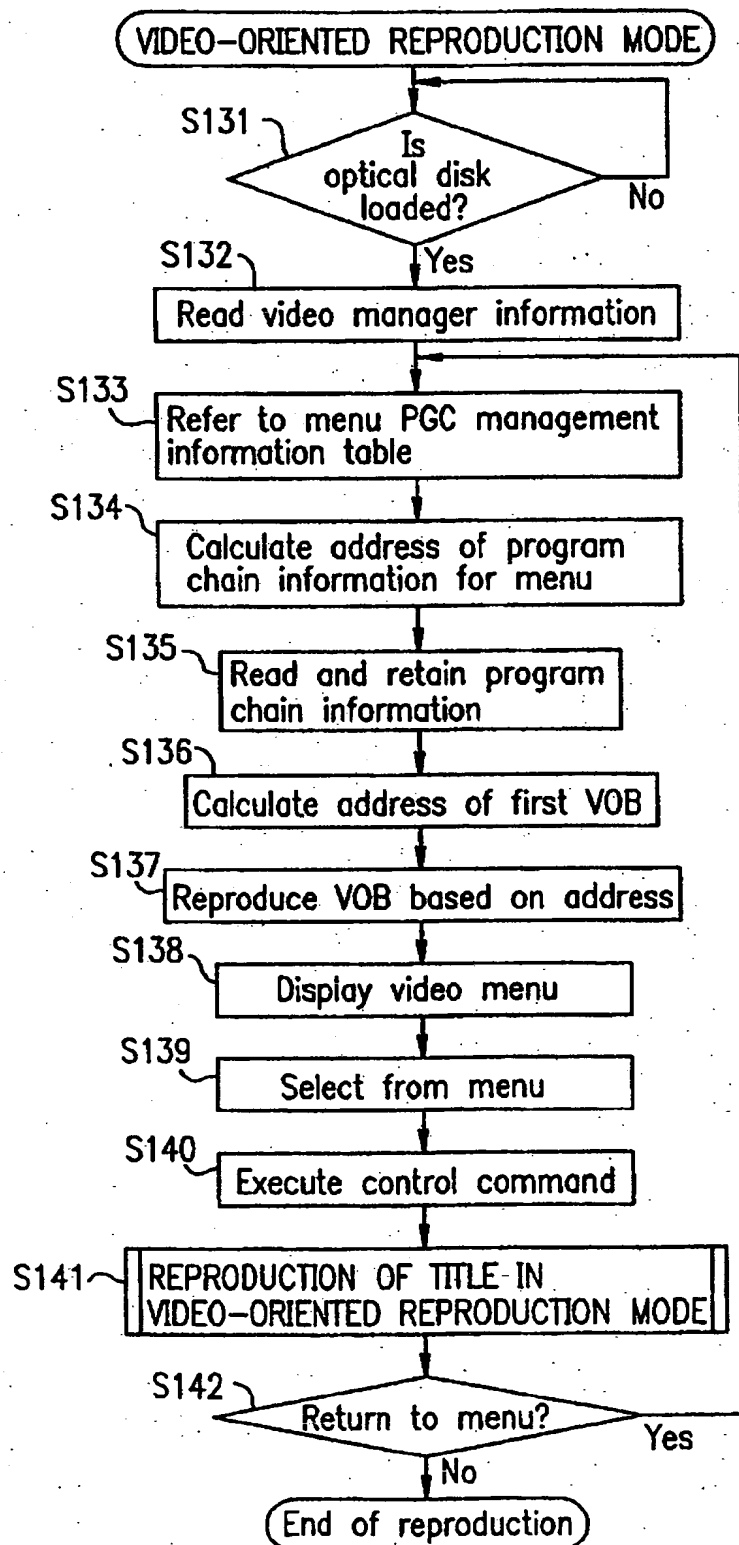 VIDEO-ORIENTED REPRODUCTION MODE
S131
Is
optical disk
loaded?
No
Yes
S132
Read video manager information
S133
Refer to menu PGC management
information table
S134
Calculate address of program
chain information for menu
S135
Read and retain program
chain information
S136
Calculate address of first VOB
S137
Reproduce VOB based on address
S138
Display video menu
S139
Select from menu
S140
Execute control command
S141
REPRODUCTION OF TITLE IN
VIDEO-ORIENTED REPRODUCTION MODE
S142
Return to menu?
Yes
No
End of reproduction